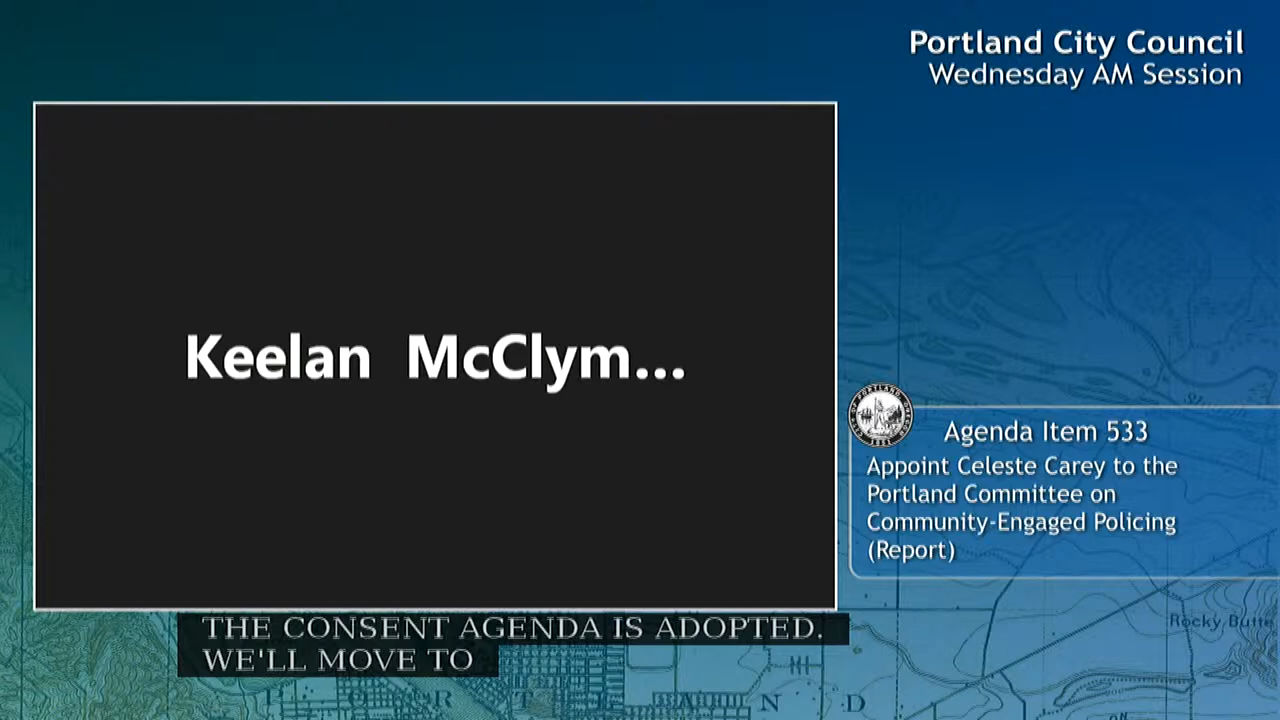 Portland City Council
Wednesday AM Session
Keelan McClym...
Agenda Item 533
Appoint Celeste Carey to the
Portland Committee on
Community-Engaged Policing
(Report)
THE CONSENT AGENDA IS ADOPTED.
WE'LL MOVE TO
Rocky Butte
P O R T L A N D